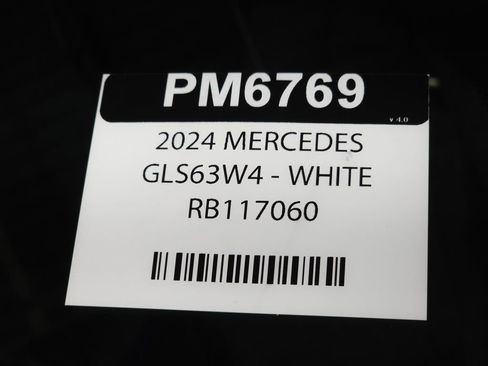 PM6769
v 4.0
2024 MERCEDES
GLS63W4 - WHITE
RB117060